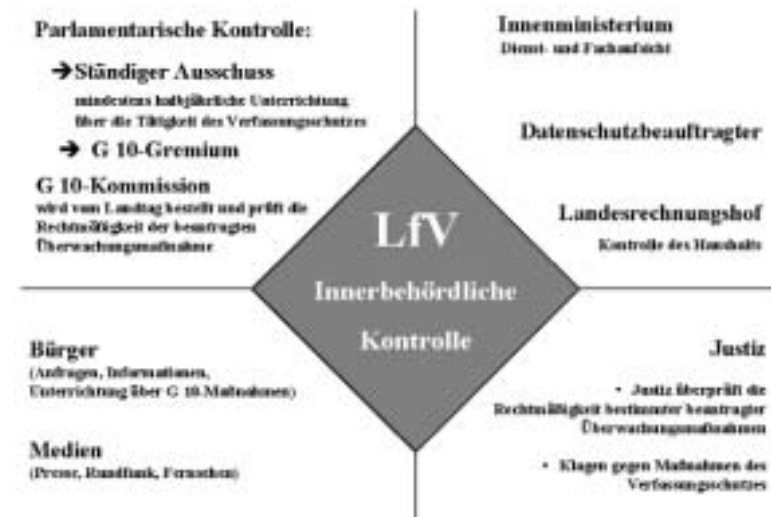 Parlamentarische Kontrolle:
➔ Ständiger Ausschuss
mindestens halbjährliche Unterrichtung
über die Tätigkeit des Verfassungsschutzes
➔ G 10-Gremium
G 10-Kommission
wird vom Landtag bestellt und prüft die
Rechtmäßigkeit der beantragten
Überwachungsmaßnahme
Innenministerium
Dienst- und Fachaufsicht
Datenschutzbeauftragter
Landesrechnungshof
Kontrolle des Haushalts
LfV
Innerbehördliche
Kontrolle
Bürger
(Anfragen, Informationen,
Unterrichtung über G 10-Maßnahmen)
Medien
(Presse, Rundfunk, Fernsehen)
Justiz
• Justiz überprüft die
Rechtmäßigkeit bestimmter beantragter
Überwachungsmaßnahmen
• Klagen gegen Maßnahmen des
Verfassungsschutzes